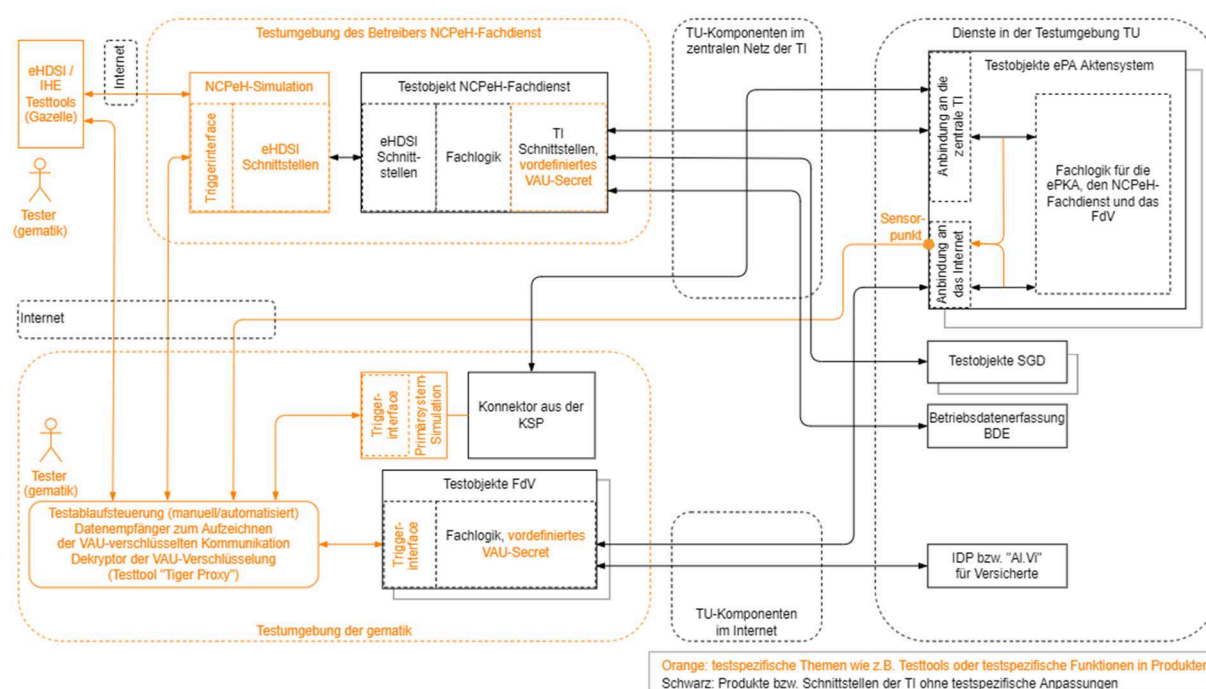 Testumgebung des Betreibers NCPeH-Fachdienst
TU-Komponenten im
zentralen Netz der TI
Dienste in der Testumgebung TU
eHDSI /
IHE
Testtools
(Gazelle)
Internet
Tester
(gematik)
NCPeH-Simulation
Triggerinterface
eHDSI
Schnittstellen
Testobjekt NCPeH-Fachdienst
eHDSI
Schnitt-
stellen
Fachlogik
TI
Schnittstellen,
vordefiniertes
VAU-Secret
Testobjekte ePA Aktensystem
Anbindung an die
zentrale TI
Fachlogik für die
ePKA, den NCPeH-
Fachdienst und das
FdV
Sensor-
punkt
Anbindung an
das Internet
Internet
Testobjekte SGD
Betriebsdatenerfassung
BDE
Trigger-
interface
Primärsystem-
Simulation
Konnektor aus der
KSP
Tester
(gematik)
Testablaufsteuerung (manuell/automatisiert)
Datenempfänger zum Aufzeichnen
der VAU-verschlüsselten Kommunikation
Dekryptor der VAU-Verschlüsselung
(Testtool "Tiger Proxy")
Testobjekte FdV
Trigger-
interface
Fachlogik, vordefiniertes
VAU-Secret
IDP bzw. "Al.Vi"
für Versicherte
TU-Komponenten
im Internet
Testumgebung der gematik
Orange: testspezifische Themen wie z.B. Testtools oder testspezifische Funktionen in Produkten
Schwarz: Produkte bzw. Schnittstellen der TI ohne testspezifische Anpassungen